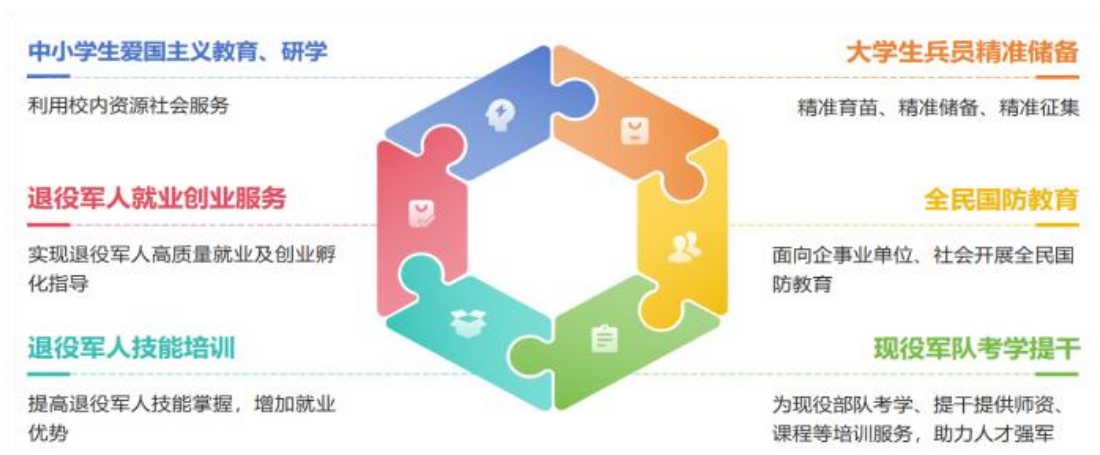 中小学生爱国主义教育、研学
利用校内资源社会服务
大学生兵员精准储备
精准育苗、精准储备、精准征集
退役军人就业创业服务
实现退役军人高质量就业及创业孵
化指导
全民国防教育
面向企事业单位、社会开展全民国
防教育
退役军人技能培训
提高退役军人技能掌握，增加就业
优势
现役军队考学提干
为现役部队考学、提干提供师资、
课程等培训服务，助力人才强军